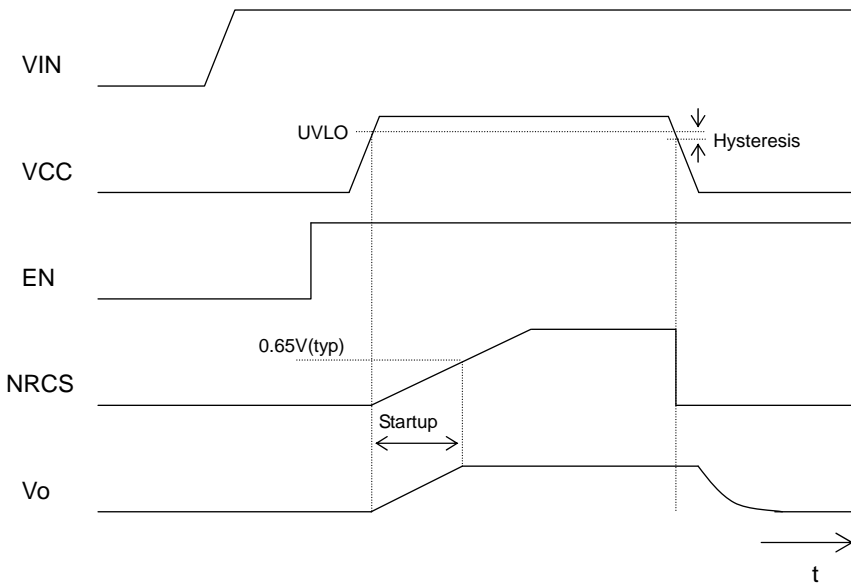 VIN
UVLO
Hysteresis
VCC
EN
0.65V(typ)
NRCS
Startup
Vo
t